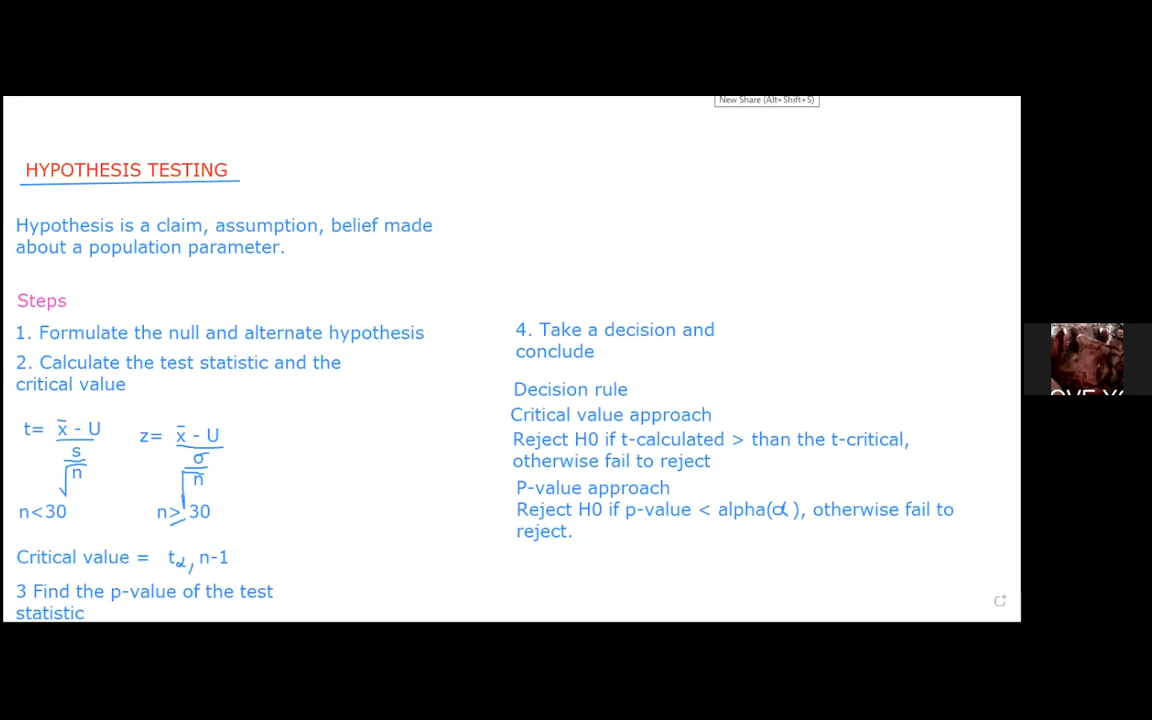 New Share (Alt+Shift+S)
HYPOTHESIS TESTING
Hypothesis is a claim, assumption, belief made
about a population parameter.
Steps
1. Formulate the null and alternate hypothesis
2. Calculate the test statistic and the
critical value
t= x̄ - U
s
√n
n<30
z= x̄ - U
σ
√n
n≥30
Critical value = tα, n-1
3 Find the p-value of the test
statistic
4. Take a decision and
conclude
Decision rule
Critical value approach
Reject H0 if t-calculated > than the t-critical,
otherwise fail to reject
P-value approach
Reject H0 if p-value < alpha(α), otherwise fail to
reject.